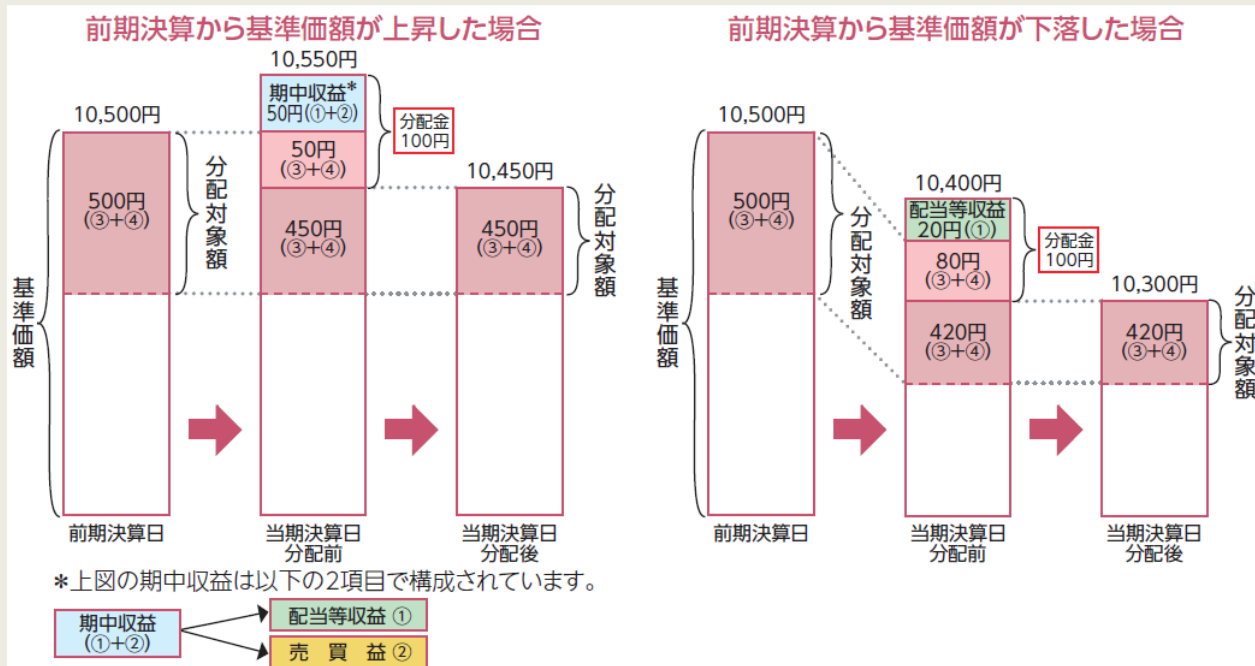 前期決算から基準価額が上昇した場合
10,550円
期中収益*
50円(①+②)
10,500円
分配金
100円
50円
(③+④)
10,450円
500円
(③+④)
分配対象額
450円
(③+④)
450円
(③+④)
分配対象額
基準価額
前期決算日
当期決算日
分配前
当期決算日
分配後
*上図の期中収益は以下の2項目で構成されています。
期中収益
(①+②)
配当等収益 ①
売 買 益 ②
前期決算から基準価額が下落した場合
10,500円
10,400円
配当等収益
20円(①)
500円
(③+④)
分配対象額
分配金
100円
80円
(③+④)
10,300円
420円
(③+④)
420円
(③+④)
分配対象額
基準価額
前期決算日
当期決算日
分配前
当期決算日
分配後